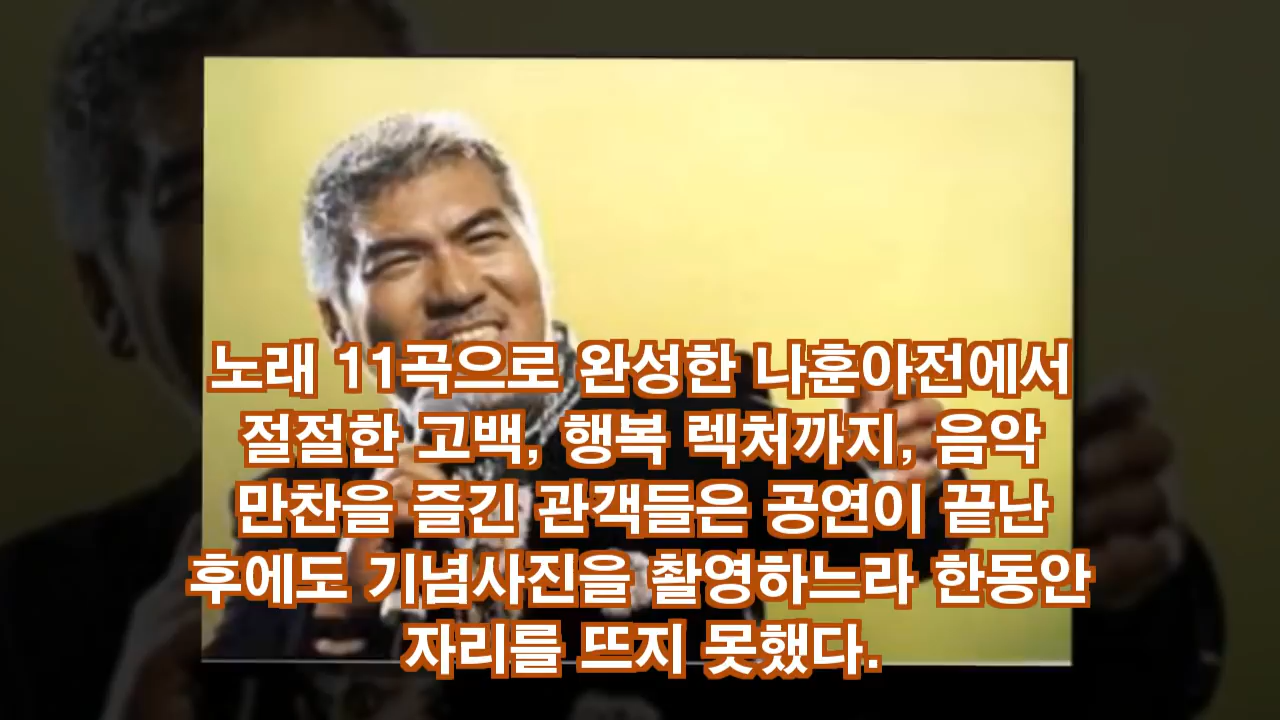 노래 11곡으로 완성한 나훈아전에서
절절한 고백, 행복 렉처까지, 음악
만찬을 즐긴 관객들은 공연이 끝난
후에도 기념사진을 촬영하느라 한동안
자리를 뜨지 못했다.